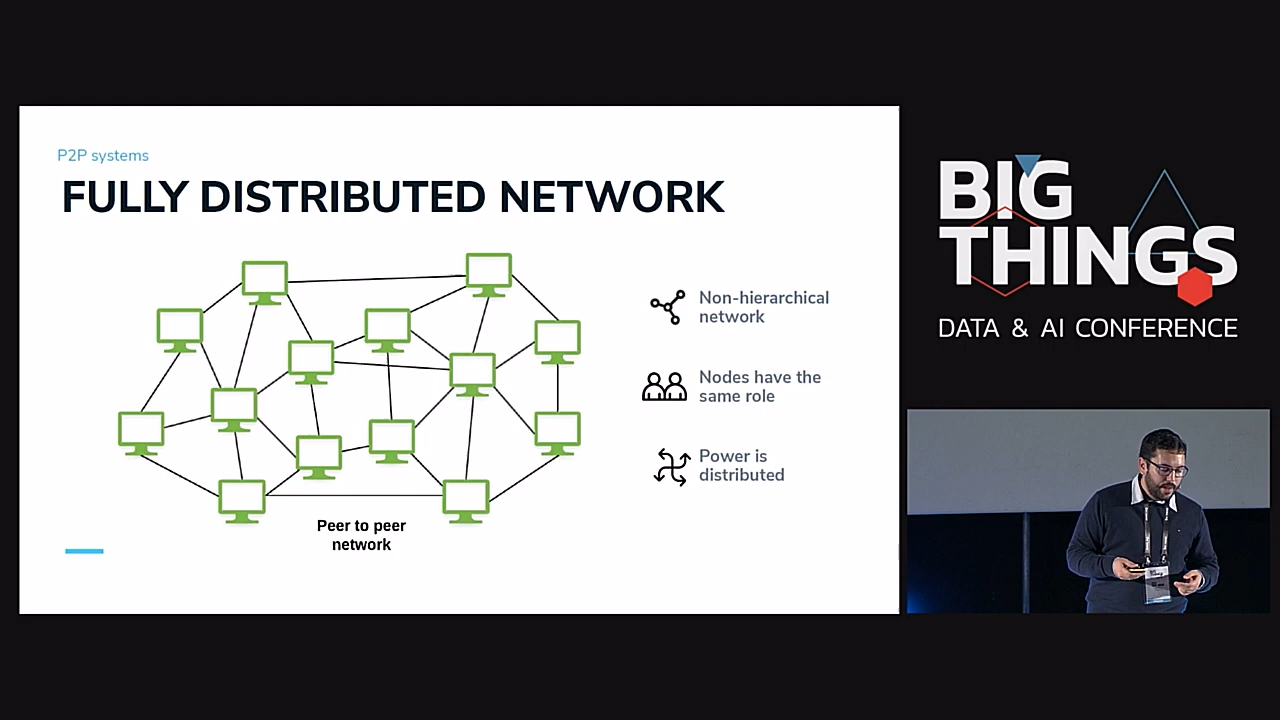 P2P systems
FULLY DISTRIBUTED NETWORK
Non-hierarchical
network
Nodes have the
same role
Power is
distributed
Peer to peer
network
BIG
THINGS
DATA & AI CONFERENCE